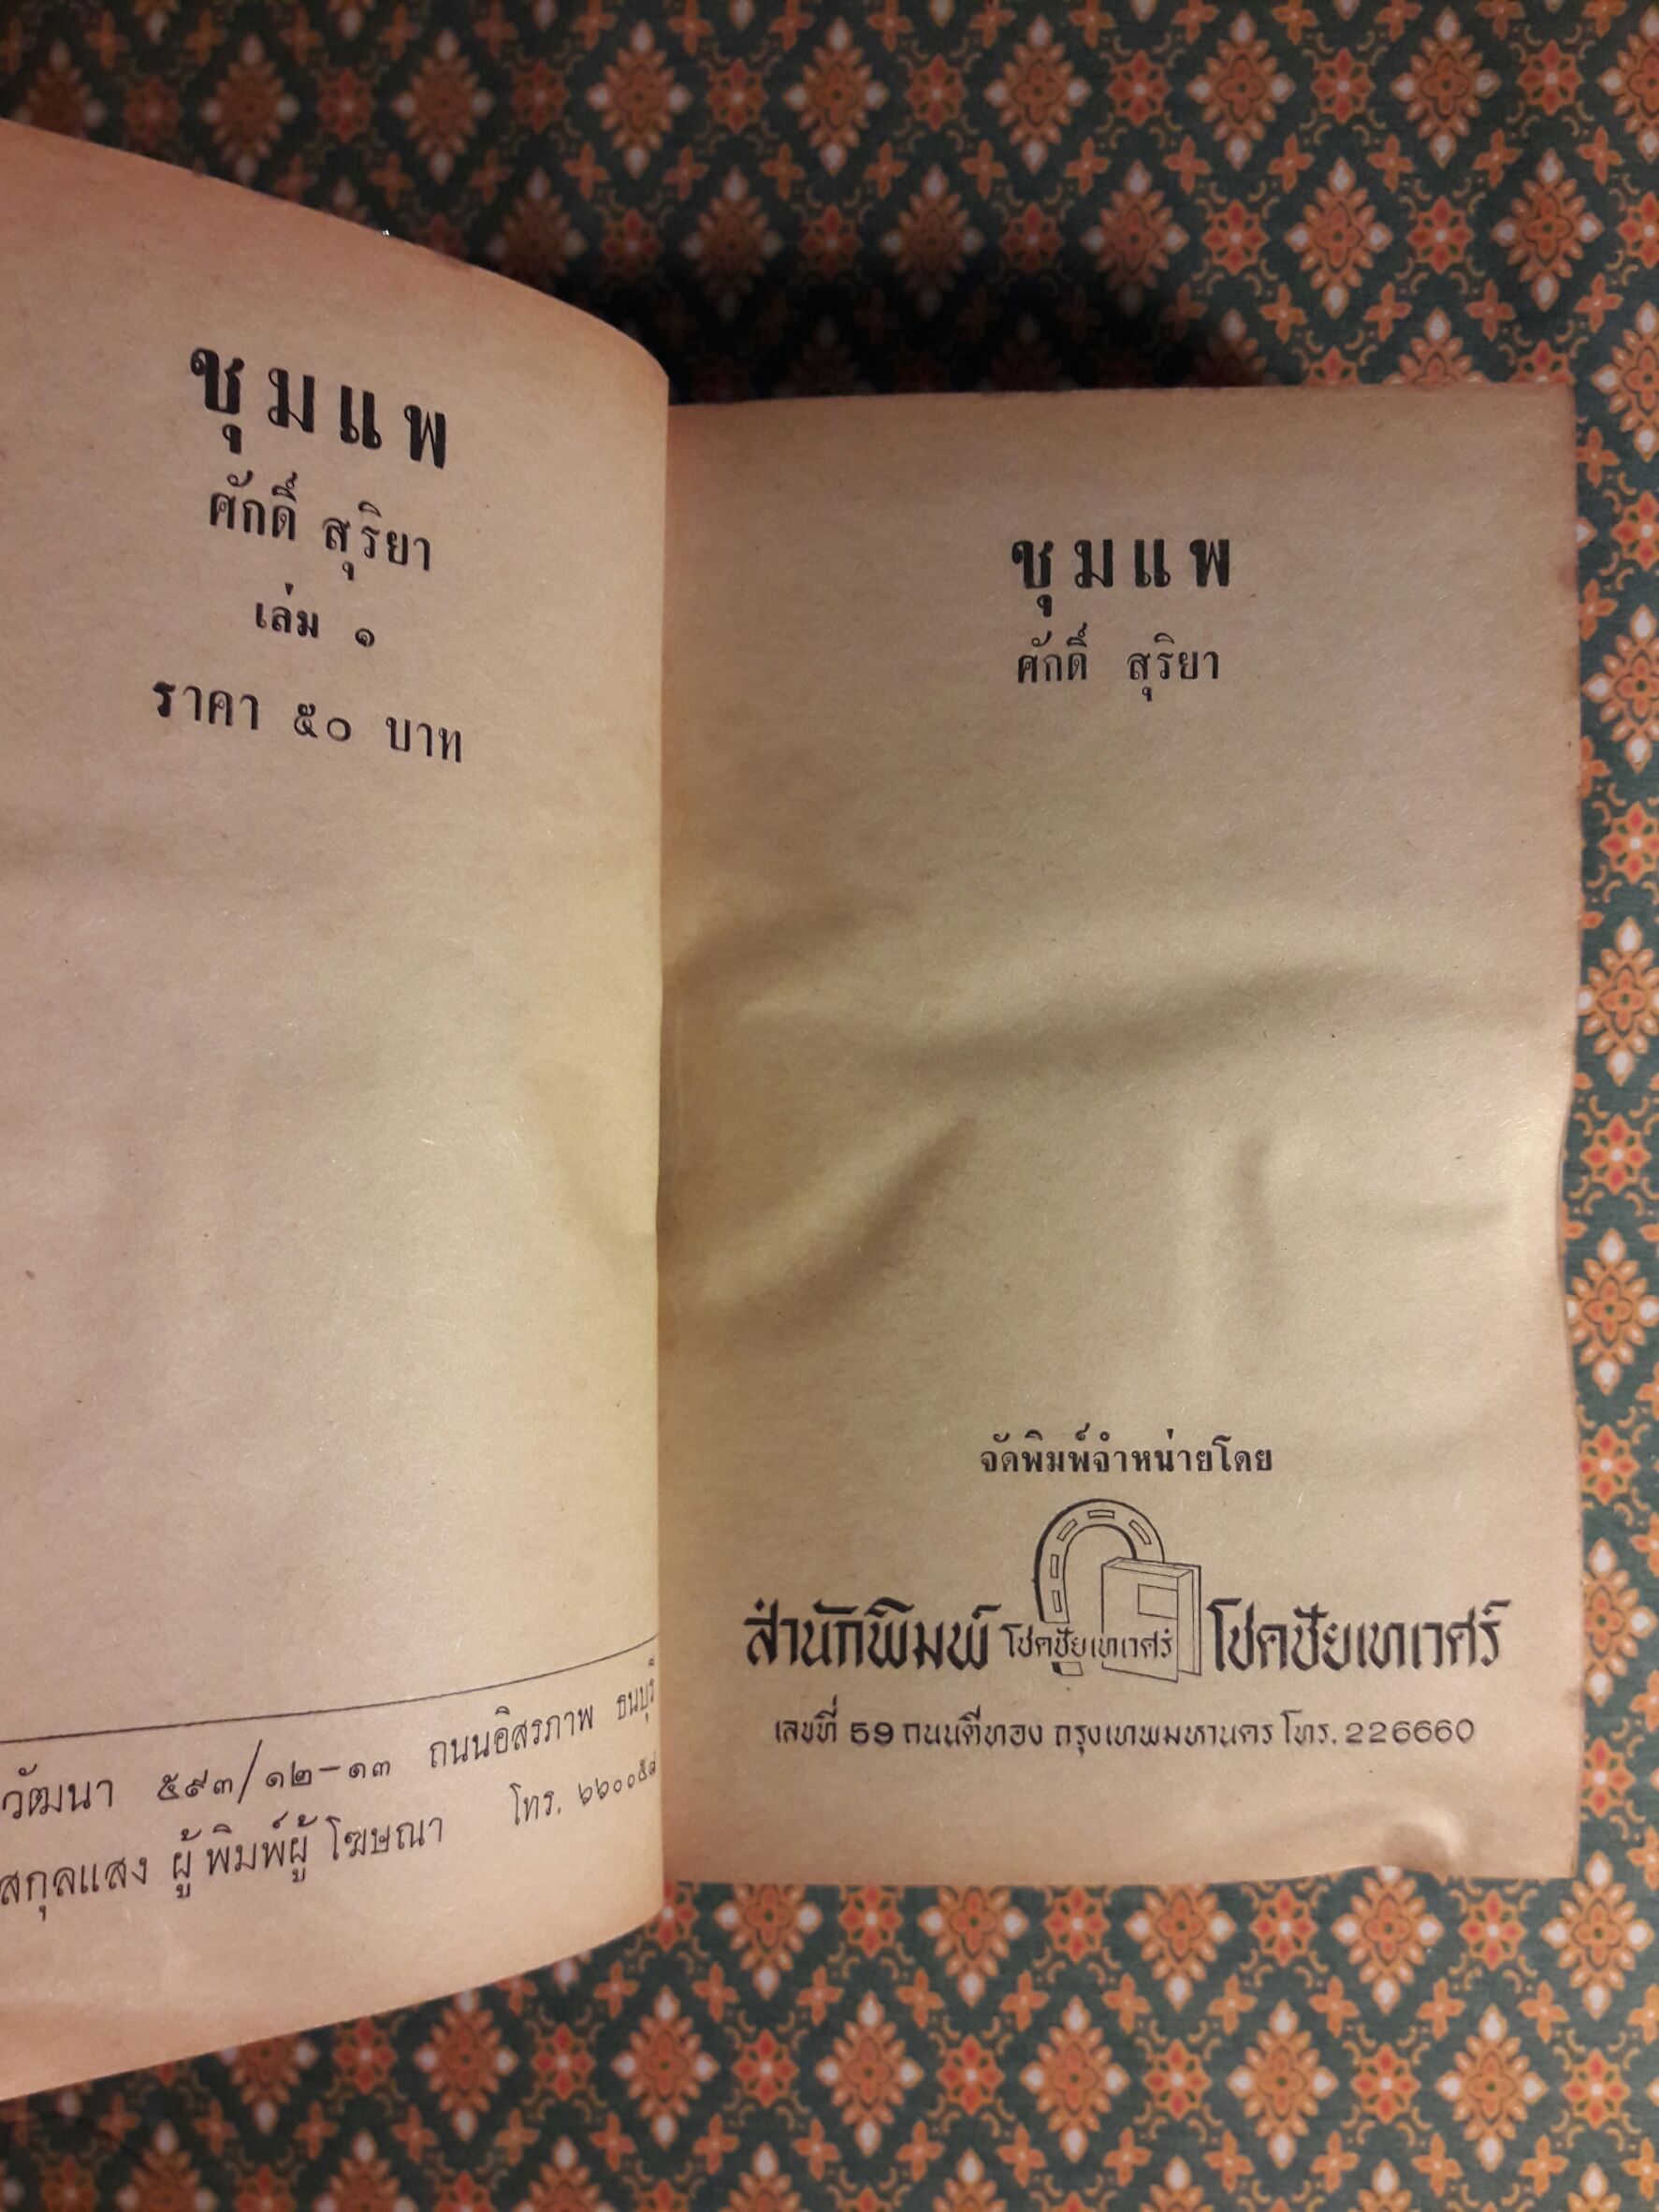 ชุมแพ
ศักดิ์ สุริยา
เล่ม ๑
ราคา ๕๐ บาท
วัฒนา ๕๙๓/๑๒-๑๓ ถนนอิสรภาพ ธนบุรี
สกุลแสง ผู้พิมพ์ผู้โฆษณา โทร.
ชุมแพ
ศักดิ์ สุริยา
จัดพิมพ์จำหน่ายโดย
สำนักพิมพ์ โชคชัยเทเวศร์ โชคชัยเทเวศร์
เลขที่ 59 ถนนตีทอง กรุงเทพมหานคร โทร. 226660